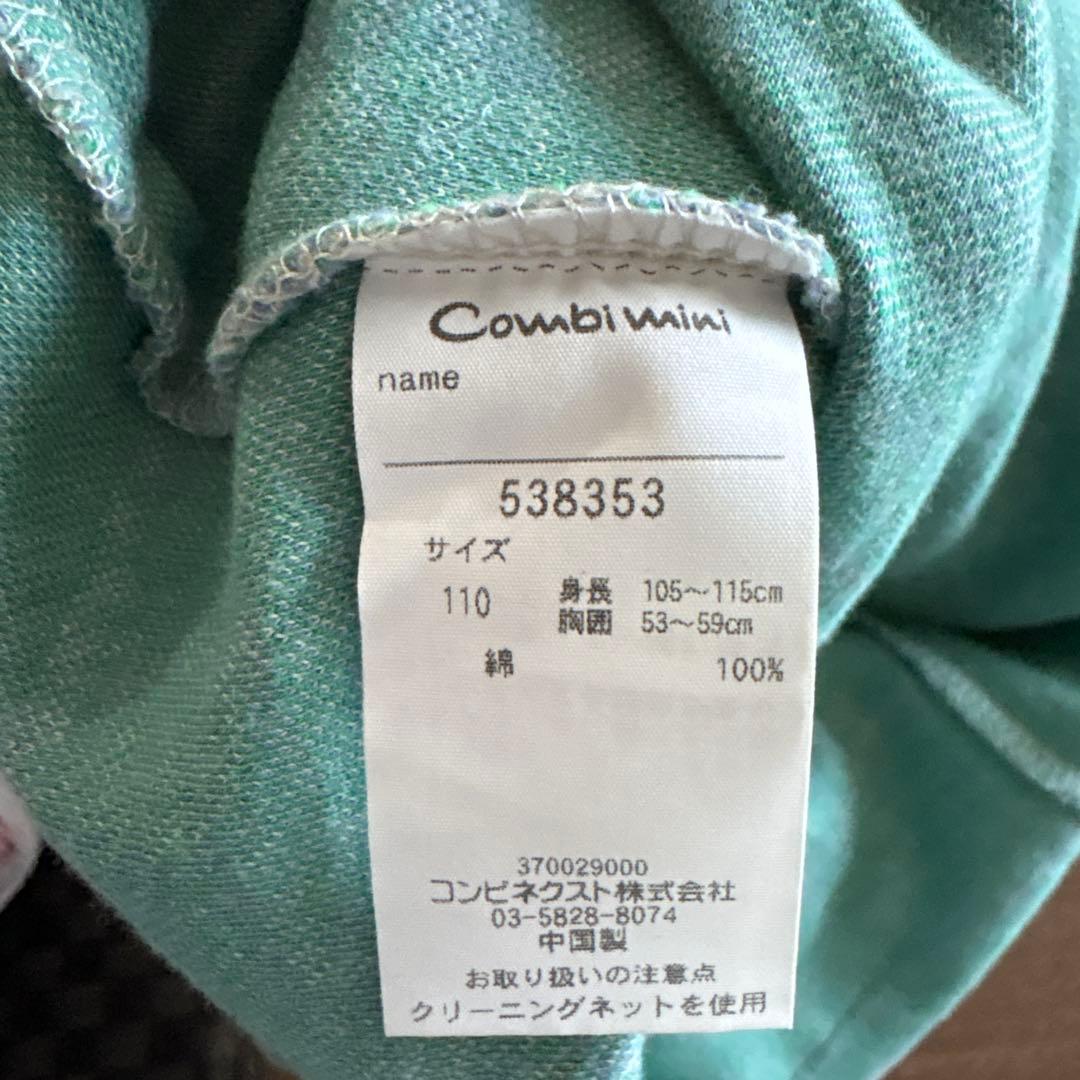 Combi mini
name
538353
サイズ
110 身長 105～115cm
胸囲 53～59cm
綿 100%
370029000
コンビネクスト株式会社
03-5828-8074
中国製
お取り扱いの注意点
クリーニングネットを使用